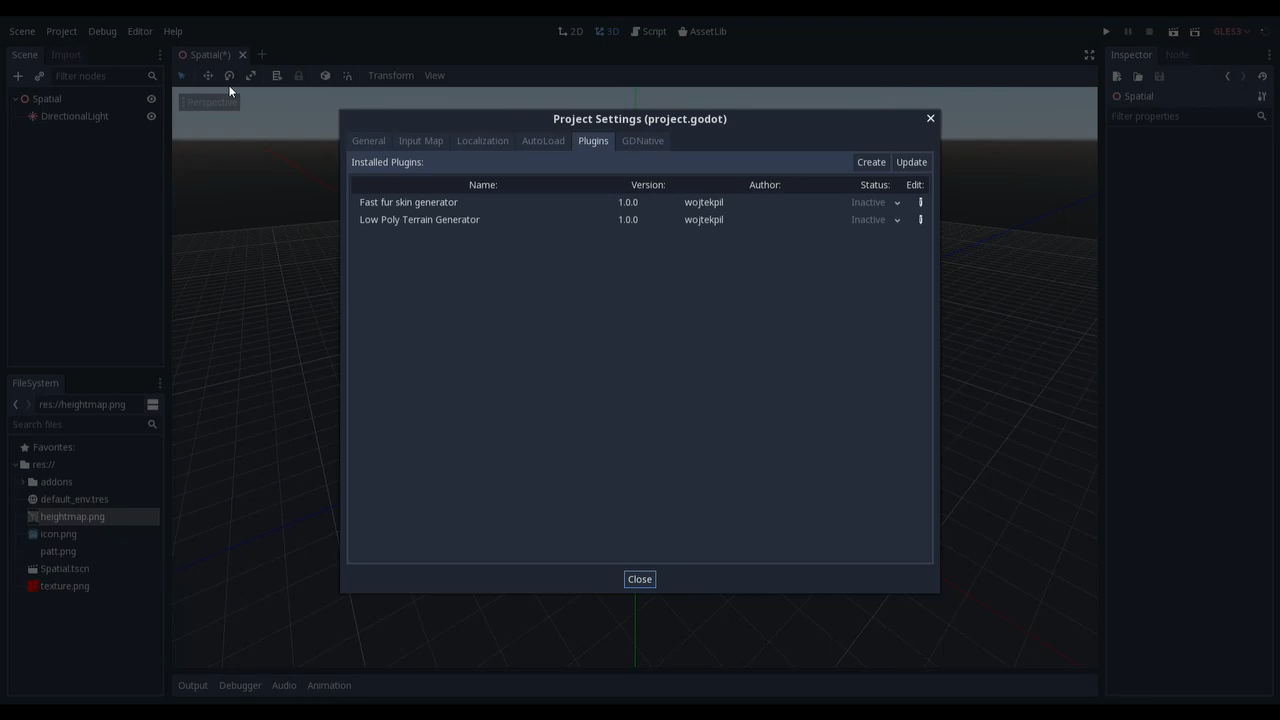 Scene Project Debug Editor Help
2D 3D Script AssetLib
GLES3
Scene Import
Spatial(*)
Inspector Node
Filter nodes
Transform View
Spatial
DirectionalLight
Perspective
Spatial
Filter properties
Project Settings (project.godot)
General Input Map Localization AutoLoad Plugins GDNative
Installed Plugins: Create Update
Name: Version: Author: Status: Edit:
Fast fur skin generator 1.0.0 wojtekpil Inactive
Low Poly Terrain Generator 1.0.0 wojtekpil Inactive
Close
FileSystem
res://heightmap.png
Search files
Favorites:
res://
addons
default_env.tres
heightmap.png
icon.png
patt.png
Spatial.tscn
texture.png
Output Debugger Audio Animation